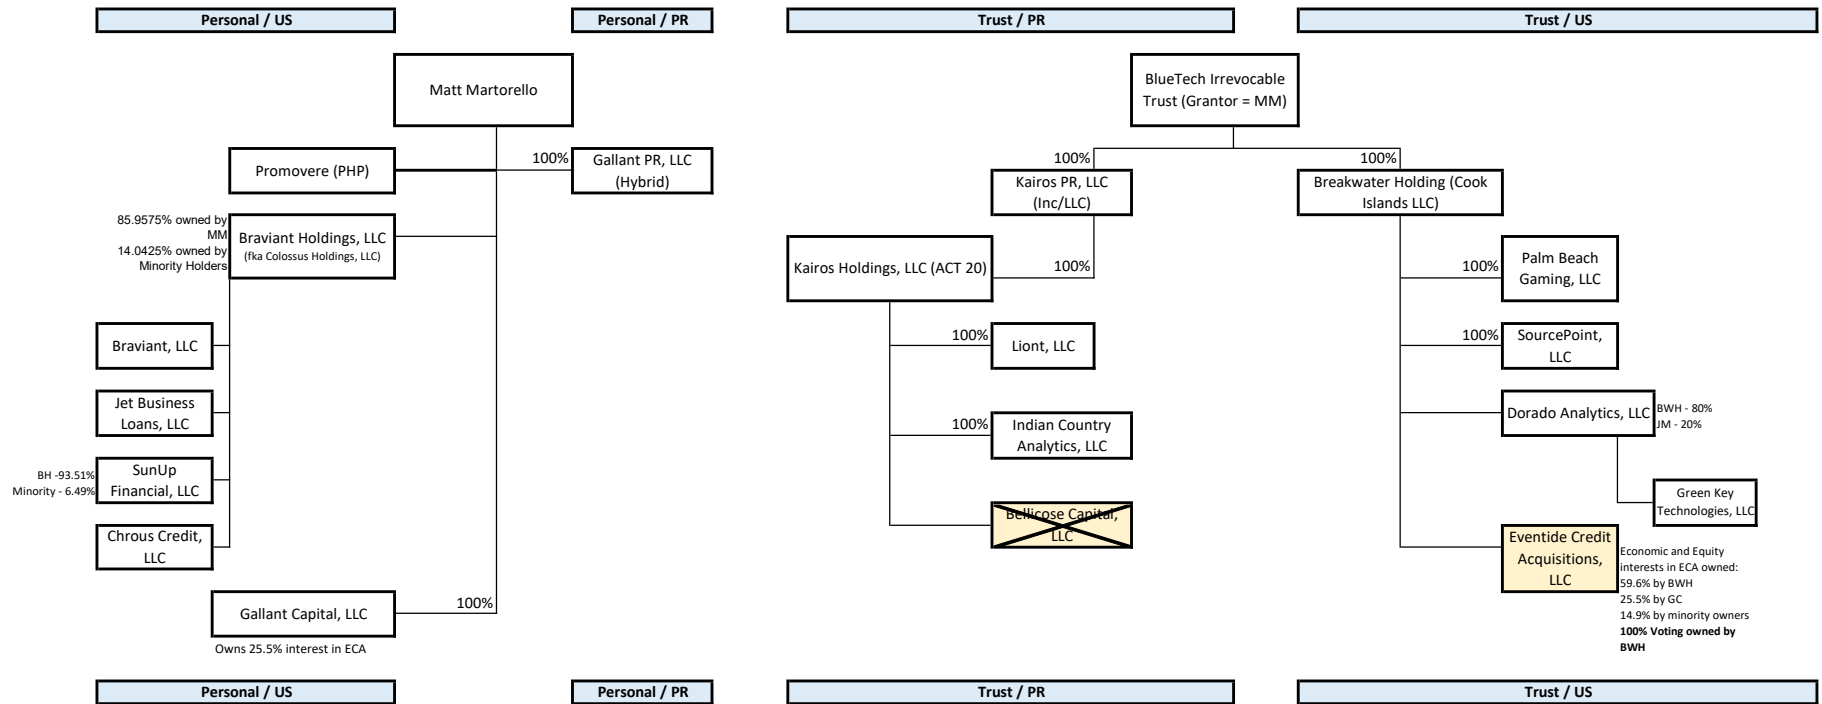 Personal / US
Personal / PR
Trust / PR
Trust / US
Matt Martorello
BlueTech Irrevocable
Trust (Grantor = MM)
Promovere (PHP)
100%
Gallant PR, LLC
(Hybrid)
100%
Kairos PR, LLC
(Inc/LLC)
100%
Breakwater Holding (Cook
Islands LLC)
85.9575% owned by
MM
14.0425% owned by
Minority Holders
Braviant Holdings, LLC
(fka Colossus Holdings, LLC)
Kairos Holdings, LLC (ACT 20)
100%
100%
Palm Beach
Gaming, LLC
Braviant, LLC
100%
Liont, LLC
100%
SourcePoint,
LLC
Jet Business
Loans, LLC
100%
Indian Country
Analytics, LLC
Dorado Analytics, LLC
BWH - 80%
JM - 20%
BH -93.51%
Minority - 6.49%
SunUp
Financial, LLC
Green Key
Technologies, LLC
Chrous Credit,
LLC
Bellicose Capital,
LLC
Eventide Credit
Acquisitions,
LLC
Economic and Equity
interests in ECA owned:
59.6% by BWH
25.5% by GC
14.9% by minority owners
100% Voting owned by
BWH
Gallant Capital, LLC
100%
Owns 25.5% interest in ECA
Personal / US
Personal / PR
Trust / PR
Trust / US